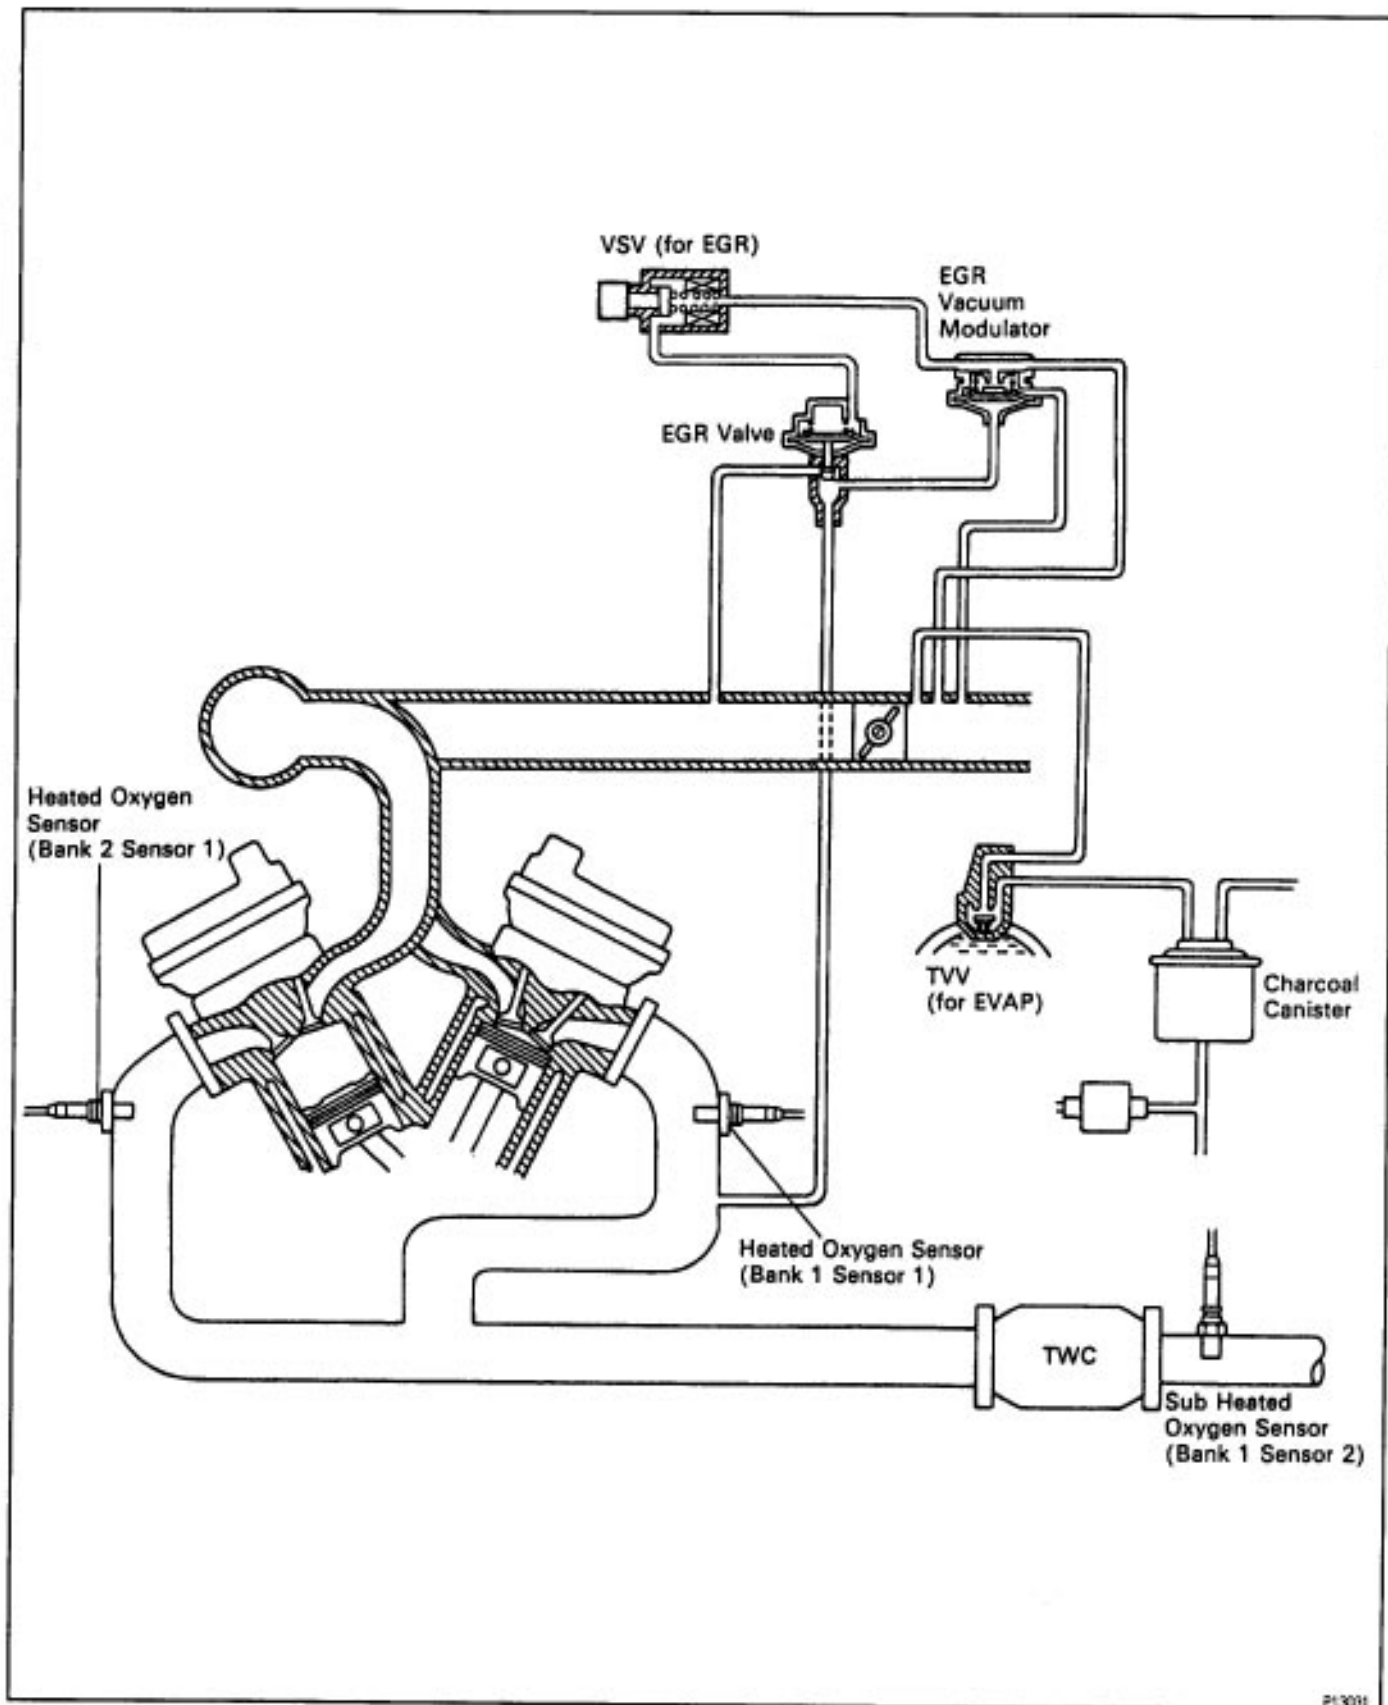 VSV (for EGR)
EGR
Vacuum
Modulator
EGR Valve
Heated Oxygen
Sensor
(Bank 2 Sensor 1)
TVV
(for EVAP)
Charcoal
Canister
Heated Oxygen Sensor
(Bank 1 Sensor 1)
TWC
Sub Heated
Oxygen Sensor
(Bank 1 Sensor 2)